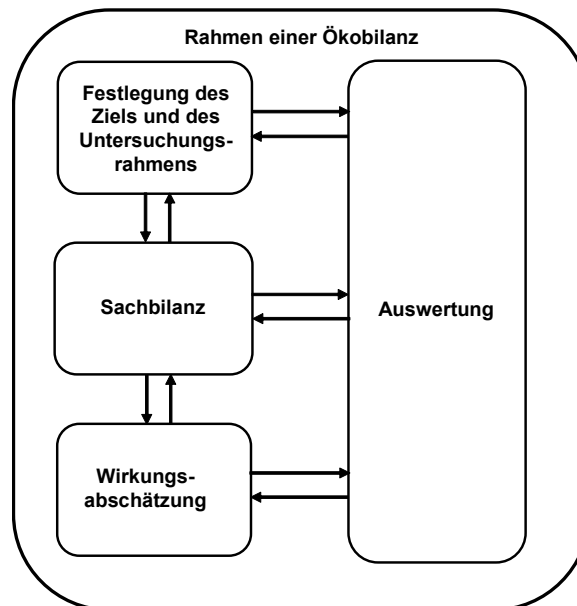 Rahmen einer Ökobilanz
Festlegung des
Ziels und des
Untersuchungs-
rahmens
Sachbilanz
Auswertung
Wirkungs-
abschätzung